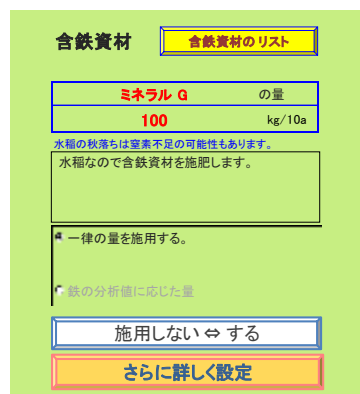 含鉄資材 含鉄資材のリスト
ミネラル G の量
100 kg/10a
水稲の秋落ちは窒素不足の可能性もあります。
水稲なので含鉄資材を施肥します。
一律の量を施用する。
鉄の分析値に応じた量
施用しない ⇔ する
さらに詳しく設定